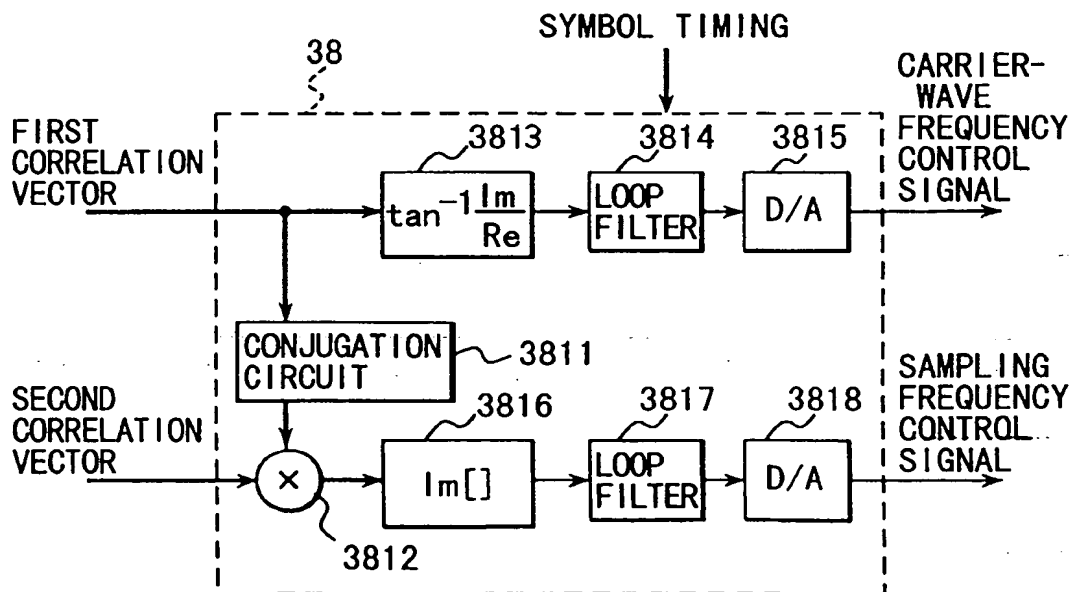 SYMBOL TIMING
38
CARRIER-
WAVE
FREQUENCY
CONTROL
SIGNAL
FIRST
CORRELATION
VECTOR
3813
3814
3815
tan⁻¹ Im/Re
LOOP
FILTER
D/A
CONJUGATION
CIRCUIT
3811
SECOND
CORRELATION
VECTOR
3816
3817
3818
SAMPLING
FREQUENCY
CONTROL
SIGNAL
×
Im[]
LOOP
FILTER
D/A
3812